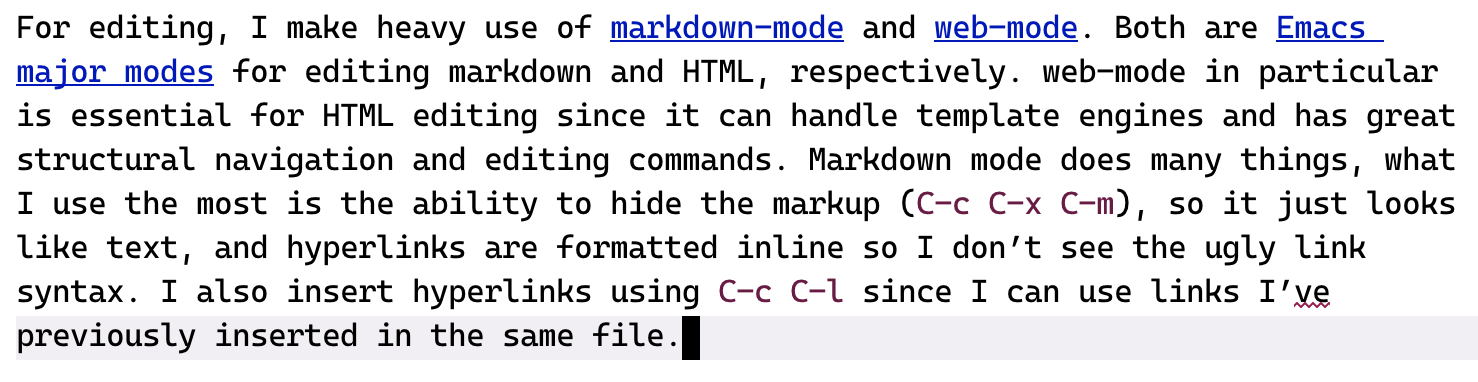 For editing, I make heavy use of markdown-mode and web-mode. Both are Emacs
major modes for editing markdown and HTML, respectively. web-mode in particular
is essential for HTML editing since it can handle template engines and has great
structural navigation and editing commands. Markdown mode does many things, what
I use the most is the ability to hide the markup (C-c C-x C-m), so it just looks
like text, and hyperlinks are formatted inline so I don’t see the ugly link
syntax. I also insert hyperlinks using C-c C-l since I can use links I’ve
previously inserted in the same file.